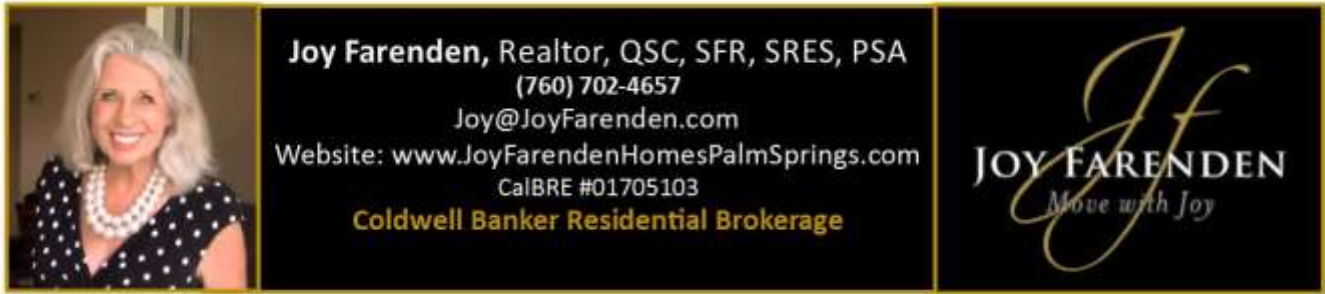 Joy Farenden, Realtor, QSC, SFR, SRES, PSA
(760) 702-4657
Joy@JoyFarenden.com
Website: www.JoyFarendenHomesPalmSprings.com
CalBRE #01705103
Coldwell Banker Residential Brokerage
Jf
JOY FARENDEN
Move with Joy